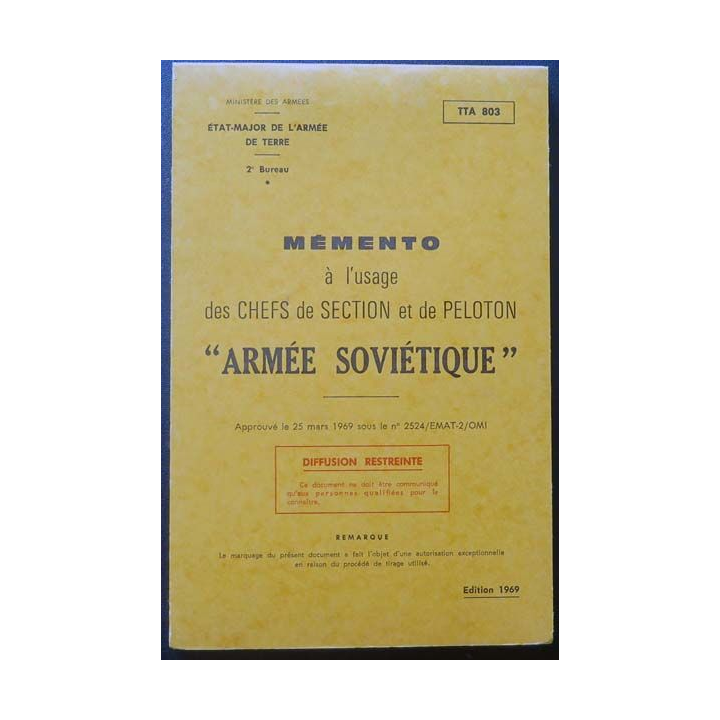 MINISTÈRE DES ARMÉES
TTA 803
ÉTAT-MAJOR DE L'ARMÉE
DE TERRE
2e Bureau
*
MÉMENTO
à l'usage
des CHEFS de SECTION et de PELOTON
“ARMÉE SOVIÉTIQUE”
Approuvé le 25 mars 1969 sous le n° 2524/EMAT-2/OMI
DIFFUSION RESTREINTE
Ce document ne doit être communiqué
qu'aux personnes qualifiées pour le
connaître.
REMARQUE
Le marquage du présent document a fait l'objet d'une autorisation exceptionnelle
en raison du procédé de tirage utilisé.
Edition 1969